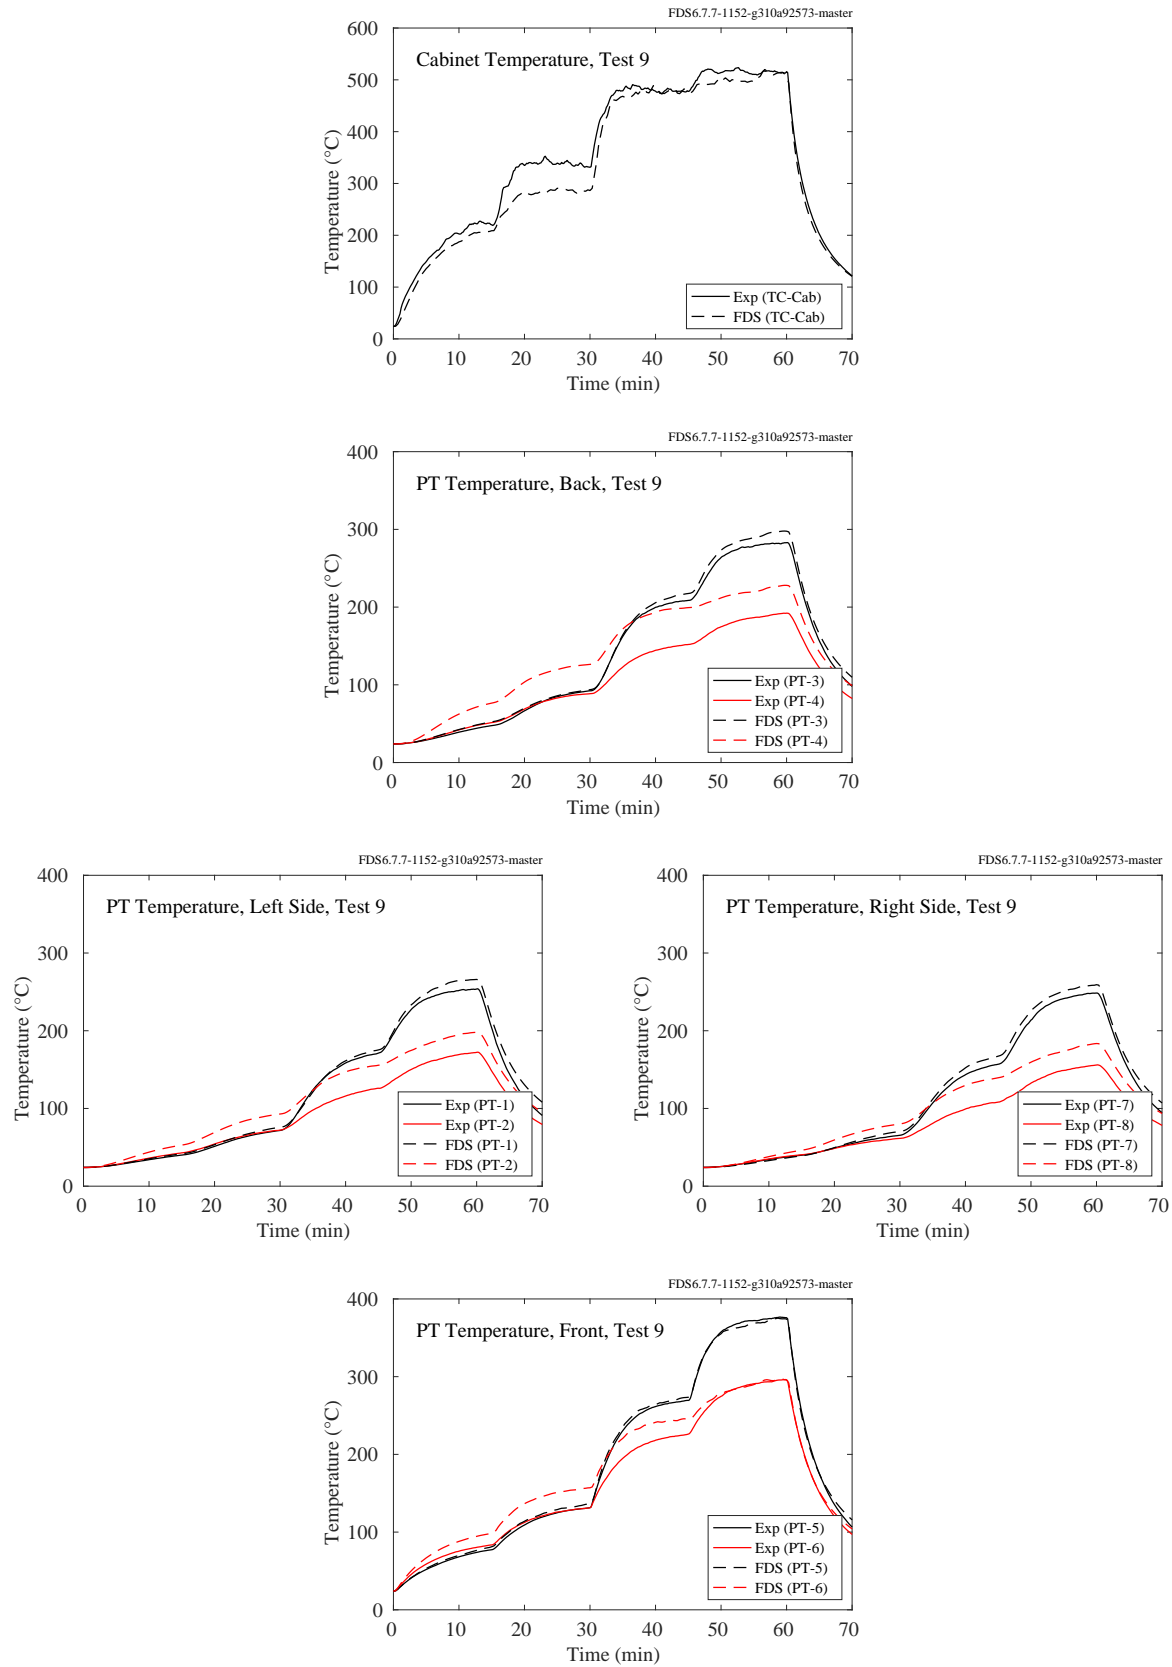 FDS6.7.7-1152-g310a92573-master
Cabinet Temperature, Test 9
Temperature (°C)
600
500
400
300
200
100
0
0 10 20 30 40 50 60 70
Time (min)
Exp (TC-Cab)
FDS (TC-Cab)
FDS6.7.7-1152-g310a92573-master
PT Temperature, Back, Test 9
Temperature (°C)
400
300
200
100
0
0 10 20 30 40 50 60 70
Time (min)
Exp (PT-3)
Exp (PT-4)
FDS (PT-3)
FDS (PT-4)
FDS6.7.7-1152-g310a92573-master
PT Temperature, Left Side, Test 9
Temperature (°C)
400
300
200
100
0
0 10 20 30 40 50 60 70
Time (min)
Exp (PT-1)
Exp (PT-2)
FDS (PT-1)
FDS (PT-2)
FDS6.7.7-1152-g310a92573-master
PT Temperature, Right Side, Test 9
Temperature (°C)
400
300
200
100
0
0 10 20 30 40 50 60 70
Time (min)
Exp (PT-7)
Exp (PT-8)
FDS (PT-7)
FDS (PT-8)
FDS6.7.7-1152-g310a92573-master
PT Temperature, Front, Test 9
Temperature (°C)
400
300
200
100
0
0 10 20 30 40 50 60 70
Time (min)
Exp (PT-5)
Exp (PT-6)
FDS (PT-5)
FDS (PT-6)